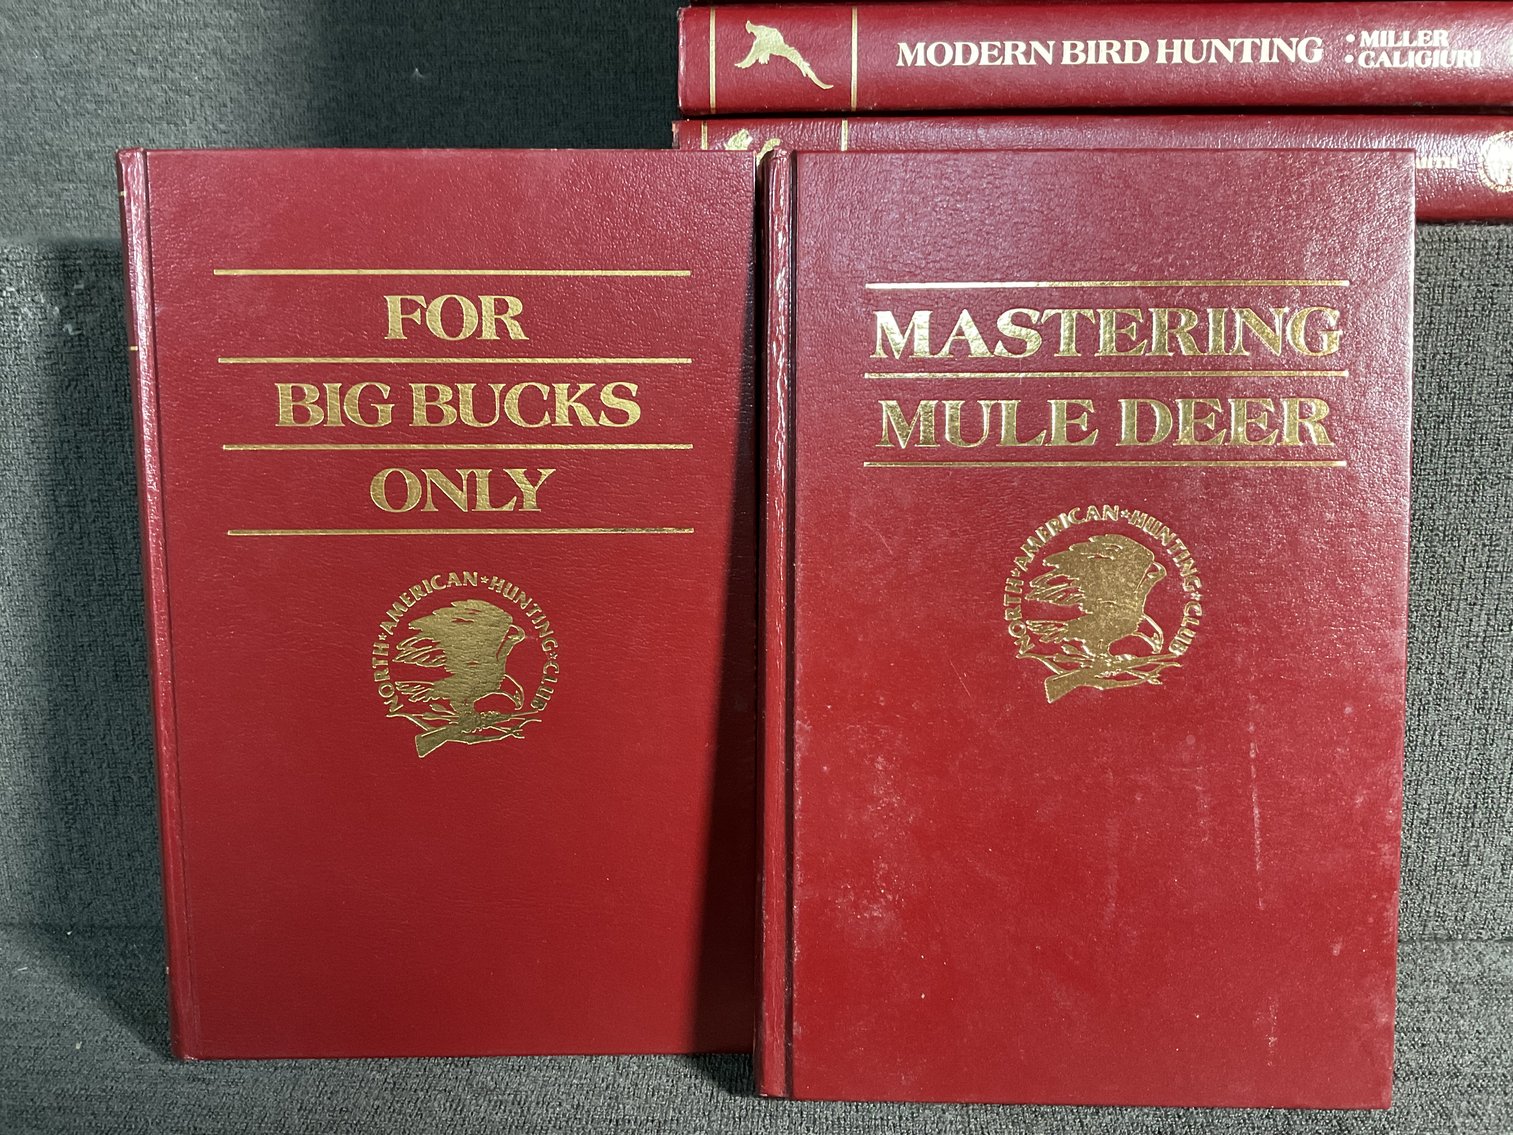 MODERN BIRD HUNTING • MILLER
• CALIGIURI
FOR
BIG BUCKS
ONLY
NORTH★AMERICAN★HUNTING★CLUB
MASTERING
MULE DEER
NORTH★AMERICAN★HUNTING★CLUB